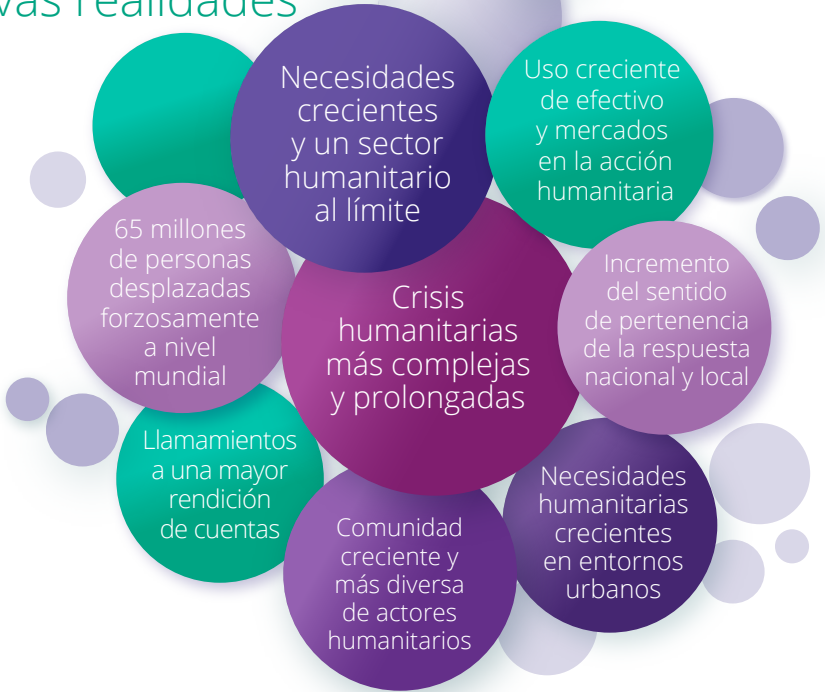 vas realidades
Necesidades
crecientes
y un sector
humanitario
al límite
Uso creciente
de efectivo
y mercados
en la acción
humanitaria
65 millones
de personas
desplazadas
forzosamente
a nivel
mundial
Crisis
humanitarias
más complejas
y prolongadas
Incremento
del sentido
de pertenencia
de la respuesta
nacional y local
Llamamientos
a una mayor
rendición
de cuentas
Comunidad
creciente y
más diversa
de actores
humanitarios
Necesidades
humanitarias
crecientes
en entornos
urbanos